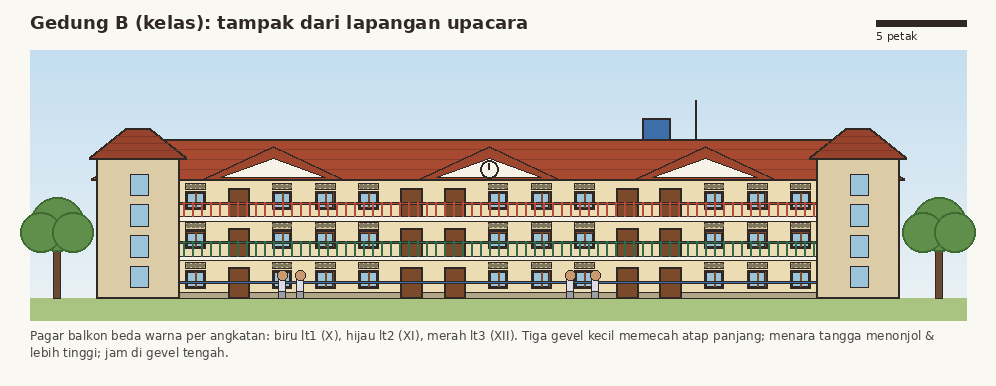 Gedung B (kelas): tampak dari lapangan upacara
5 petak
Pagar balkon beda warna per angkatan: biru lt1 (X), hijau lt2 (XI), merah lt3 (XII). Tiga gevel kecil memecah atap panjang; menara tangga menonjol &
lebih tinggi; jam di gevel tengah.